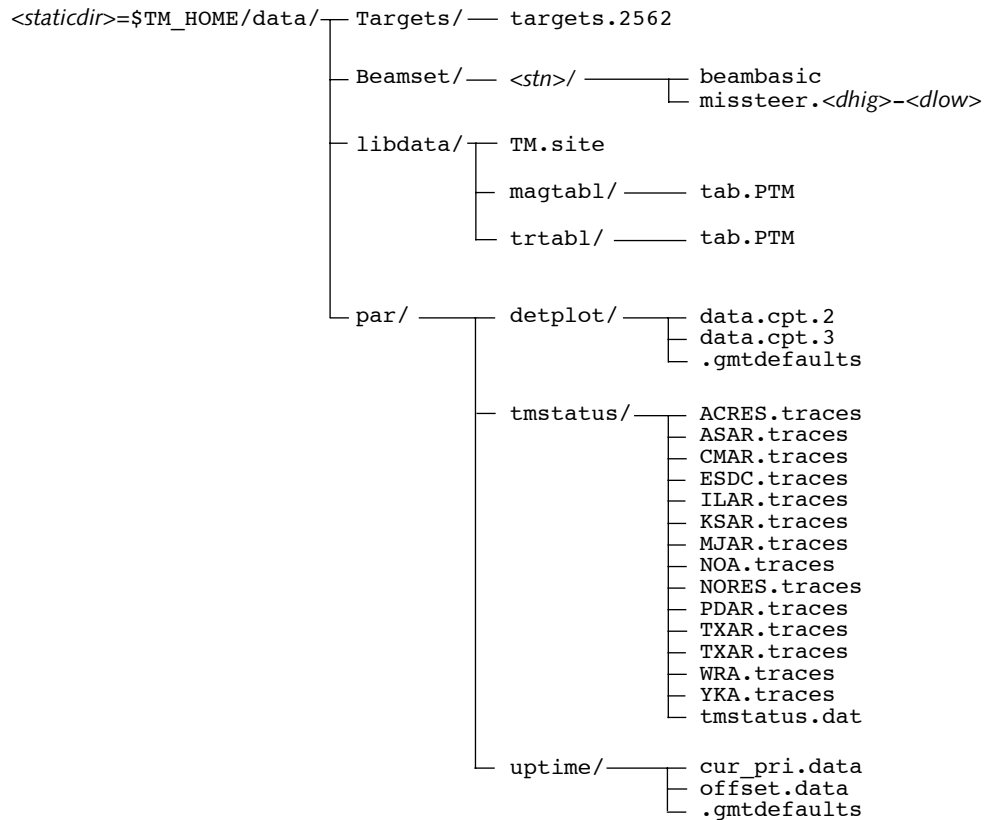 <staticdir>=$TM_HOME/data/ Targets/ targets.2562
Beamset/ <stn>/ beambasic
missteer.<dhig>-<dlow>
libdata/ TM.site
magtabl/ tab.PTM
trtabl/ tab.PTM
par/ detplot/ data.cpt.2
data.cpt.3
.gmtdefaults
tmstatus/ ACRES.traces
ASAR.traces
CMAR.traces
ESDC.traces
ILAR.traces
KSAR.traces
MJAR.traces
NOA.traces
NORES.traces
PDAR.traces
TXAR.traces
TXAR.traces
WRA.traces
YKA.traces
tmstatus.dat
uptime/ cur_pri.data
offset.data
.gmtdefaults